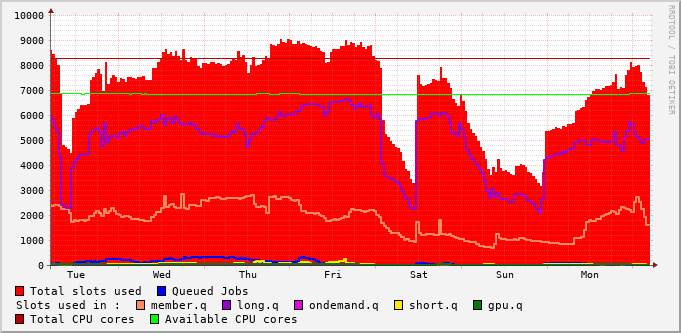 10000
9000
8000
7000
6000
5000
4000
3000
2000
1000
0
Tue Wed Thu Fri Sat Sun Mon
RRDTOOL / TOBI OETIKER
Total slots used Queued Jobs
Slots used in : member.q long.q ondemand.q short.q gpu.q
Total CPU cores Available CPU cores